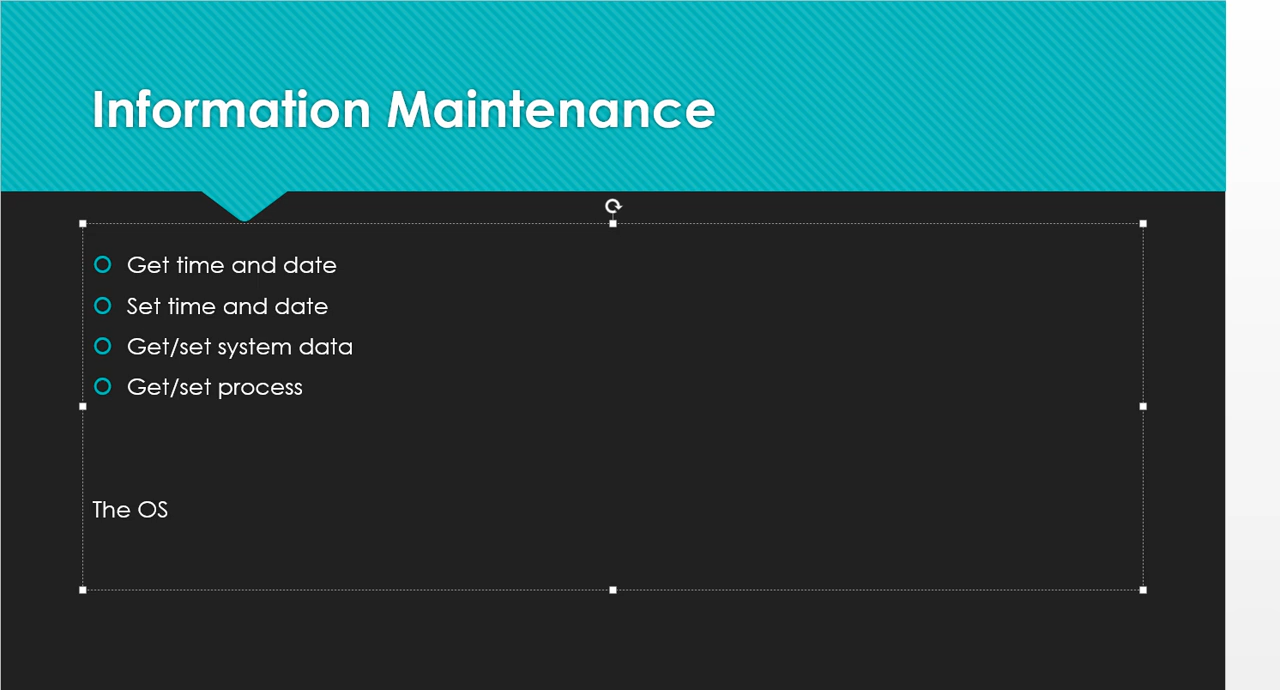 Information Maintenance
Get time and date
Set time and date
Get/set system data
Get/set process
The OS